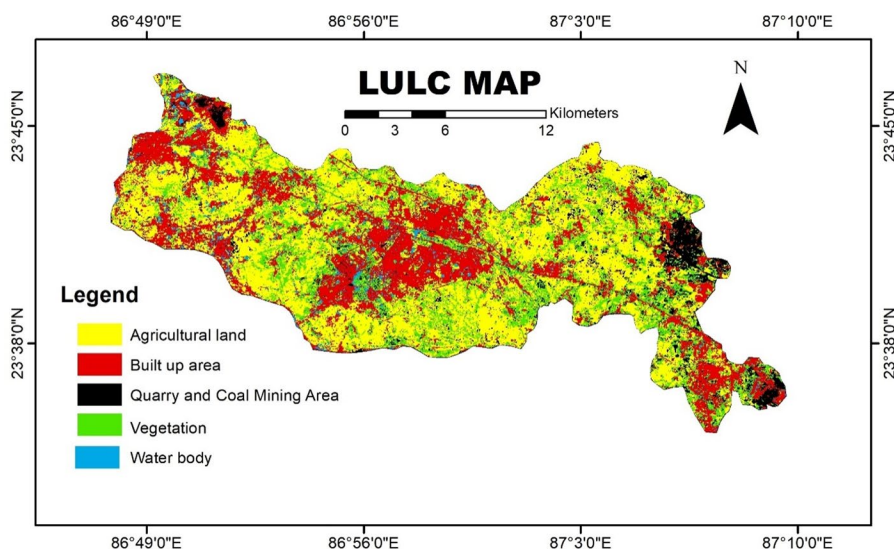 86°49'0"E 86°56'0"E 87°3'0"E 87°10'0"E
LULC MAP
N
Kilometers
0 3 6 12
23°45'0"N
23°45'0"N
Legend
Agricultural land
Built up area
Quarry and Coal Mining Area
Vegetation
Water body
23°38'0"N
23°38'0"N
86°49'0"E 86°56'0"E 87°3'0"E 87°10'0"E